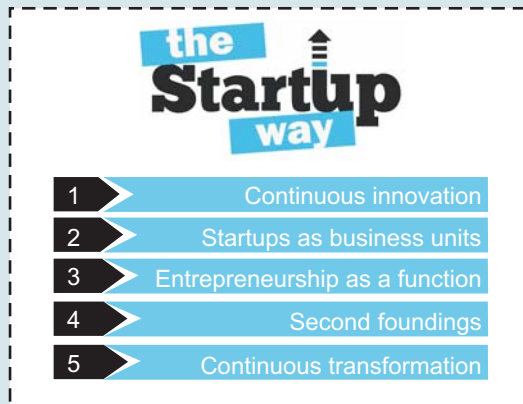 the
Startup
way
1 Continuous innovation
2 Startups as business units
3 Entrepreneurship as a function
4 Second foundings
5 Continuous transformation